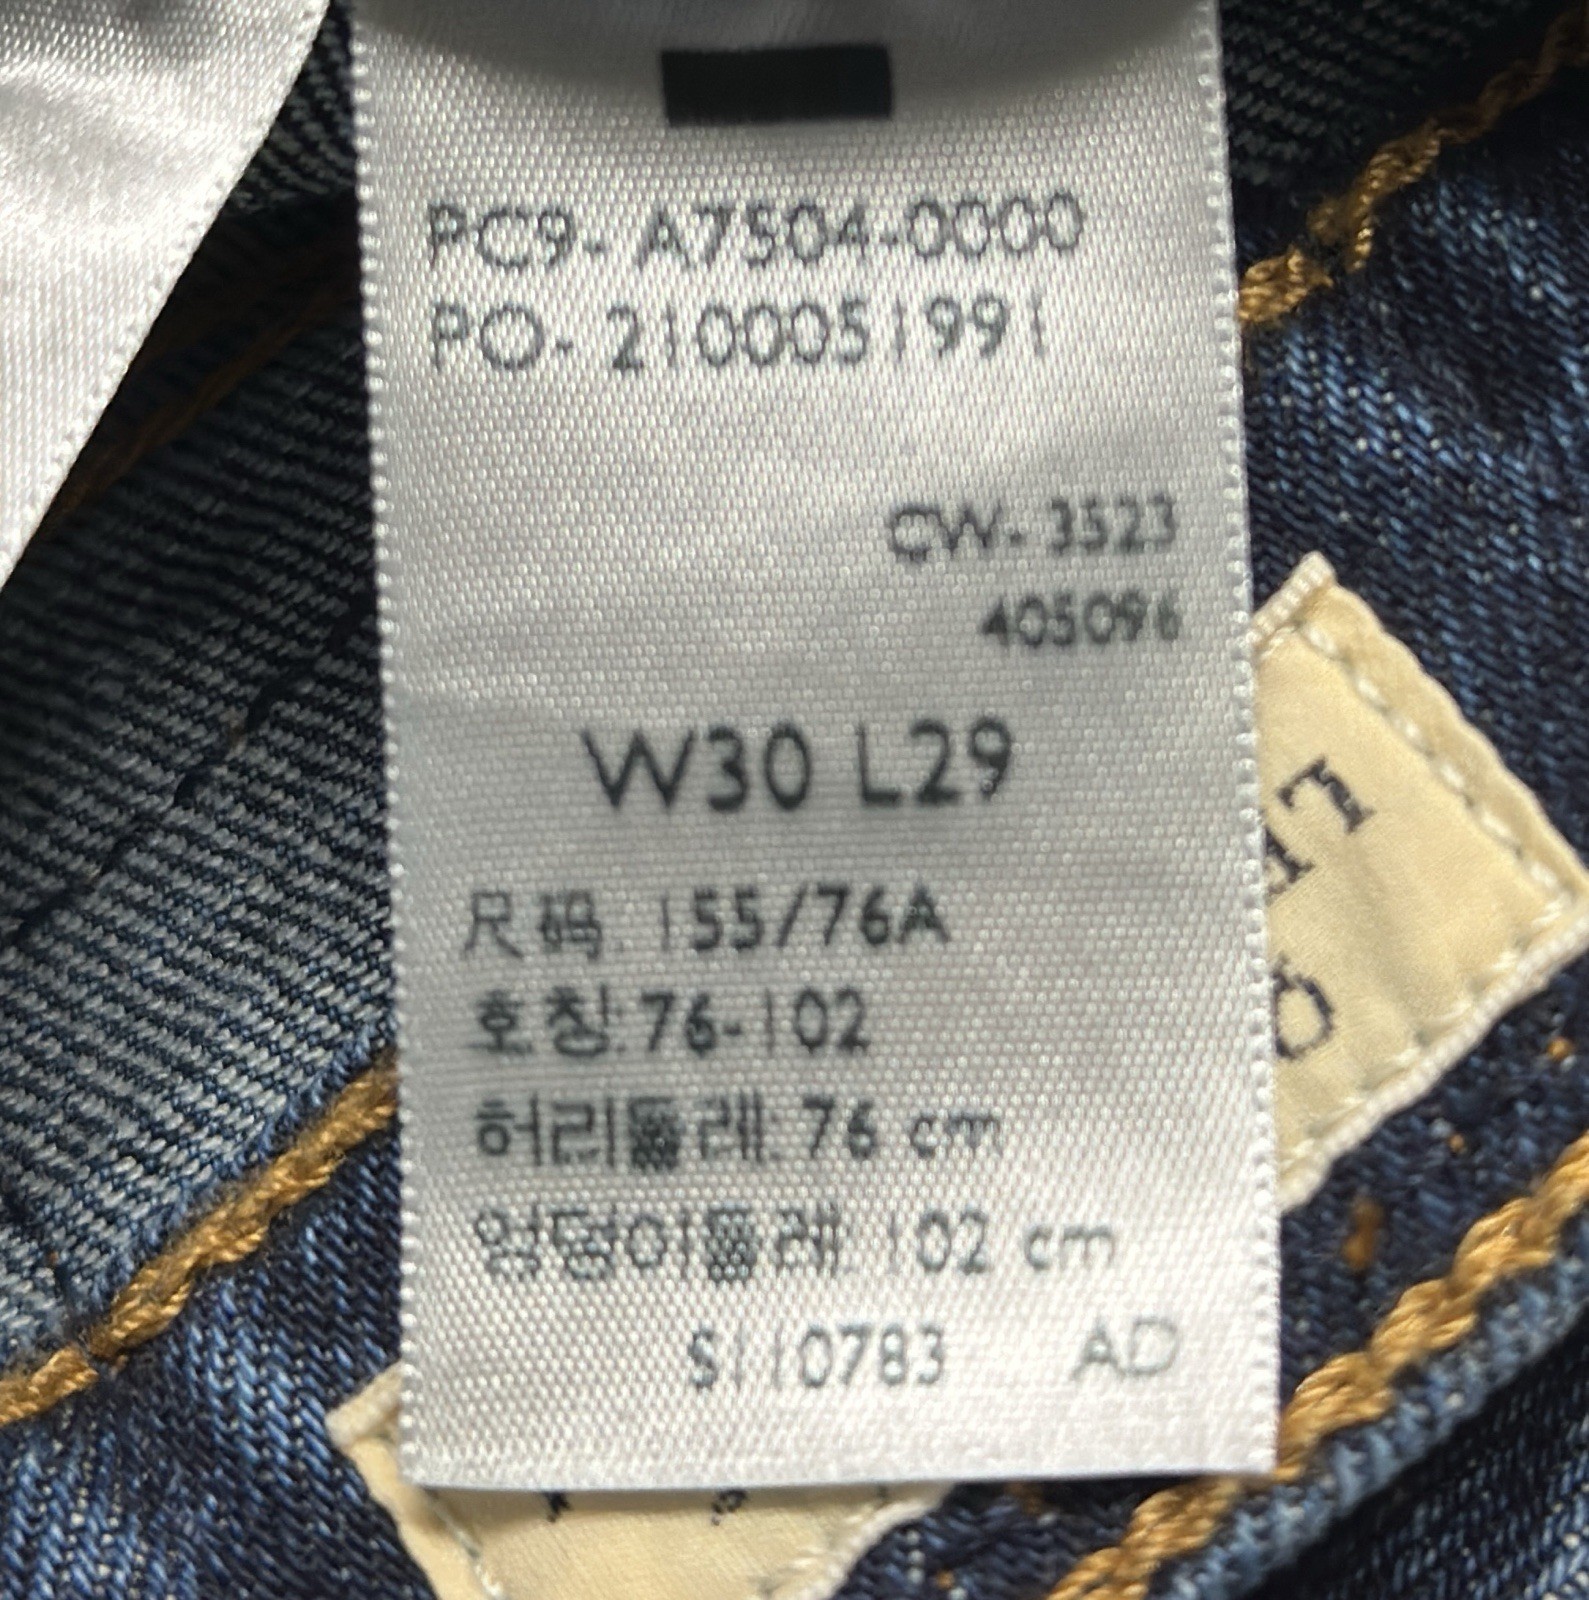 PC9- A7504-0000
PO- 2100051991
CW- 3523
405096
W30 L29
尺码: 155/76A
호칭: 76-102
허리둘레: 76 cm
엉덩이둘레: 102 cm
S110783 AD